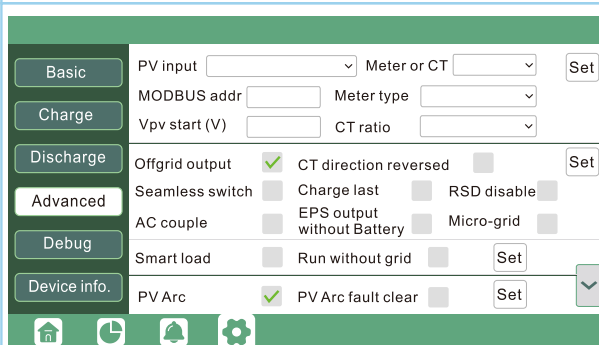 Basic
Charge
Discharge
Advanced
Debug
Device info.
PV input Meter or CT Set
MODBUS addr Meter type
Vpv start (V) CT ratio
Offgrid output CT direction reversed Set
Seamless switch Charge last RSD disable
AC couple EPS output without Battery Micro-grid
Smart load Run without grid Set
PV Arc PV Arc fault clear Set